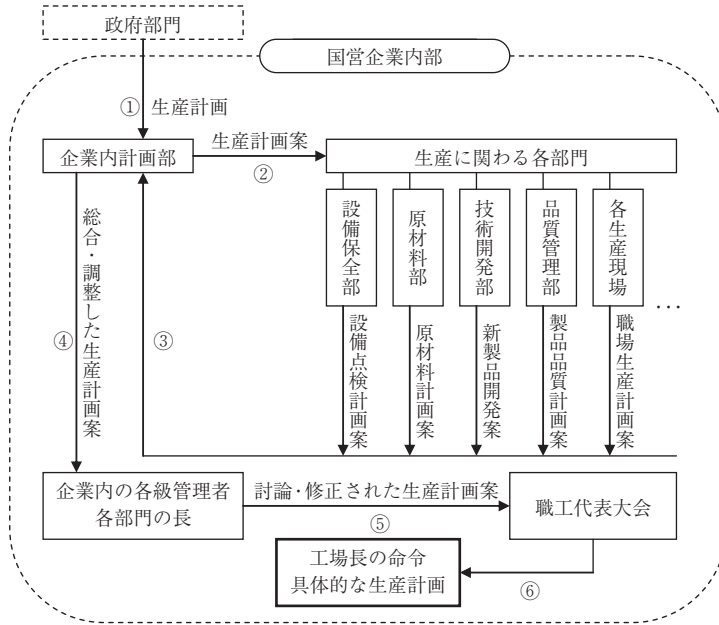 政府部門
国営企業内部
① 生産計画
企業内計画部
生産計画案
②
生産に関わる各部門
設備保全部
原材料部
技術開発部
品質管理部
各生産現場
…
設備点検計画案
原材料計画案
新製品開発案
製品品質計画案
職場生産計画案
③
④
総合・調整した生産計画案
企業内の各級管理者
各部門の長
討論・修正された生産計画案
⑤
職工代表大会
工場長の命令
具体的な生産計画
⑥